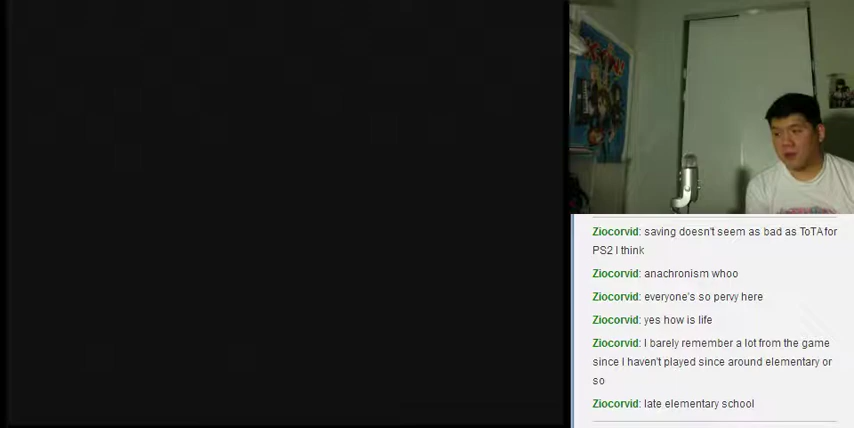 Ziocorvid: saving doesn't seem as bad as ToTA for
PS2 I think
Ziocorvid: anachronism whoo
Ziocorvid: everyone's so pervy here
Ziocorvid: yes how is life
Ziocorvid: I barely remember a lot from the game
since I haven't played since around elementary or
so
Ziocorvid: late elementary school